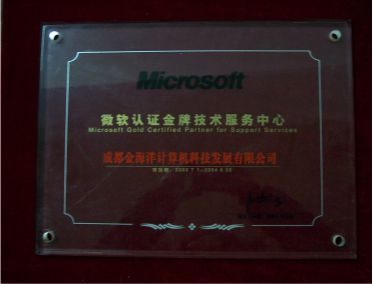 Microsoft
微软认证金牌技术服务中心
Microsoft Gold Certified Partner for Support Services
成都金海洋计算机科技发展有限公司